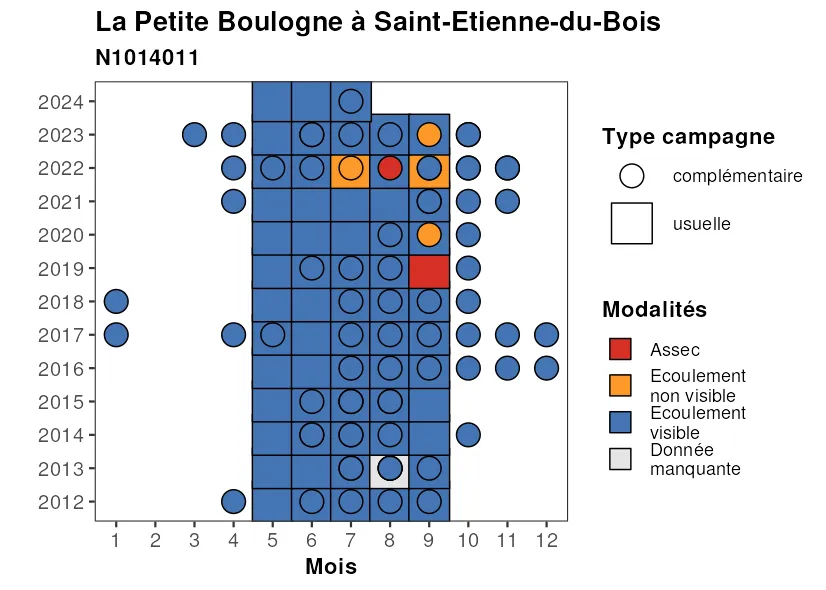 La Petite Boulogne à Saint-Etienne-du-Bois
N1014011
2024
2023
2022
2021
2020
2019
2018
2017
2016
2015
2014
2013
2012
1 2 3 4 5 6 7 8 9 10 11 12
Mois
Type campagne
complémentaire
usuelle
Modalités
Assec
Ecoulement
non visible
Ecoulement
visible
Donnée
manquante